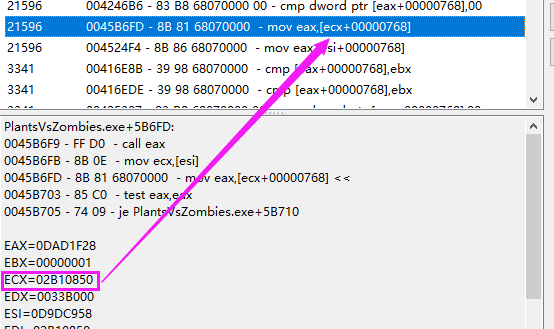 21596 004246B6 - 83 B8 68070000 00 - cmp dword ptr [eax+00000768],00
21596 0045B6FD - 8B 81 68070000 - mov eax,[ecx+00000768]
21596 004524F4 - 8B 86 68070000 - mov eax,[esi+00000768]
3341 00416E8B - 39 98 68070000 - cmp [eax+00000768],ebx
3341 00416EDE - 39 98 68070000 - cmp [eax+00000768],ebx
PlantsVsZombies.exe+5B6FD:
0045B6F9 - FF D0 - call eax
0045B6FB - 8B 0E - mov ecx,[esi]
0045B6FD - 8B 81 68070000 - mov eax,[ecx+00000768] <<
0045B703 - 85 C0 - test eax,eax
0045B705 - 74 09 - je PlantsVsZombies.exe+5B710
EAX=0DAD1F28
EBX=00000001
ECX=02B10850
EDX=0033B000
ESI=0D9DC958